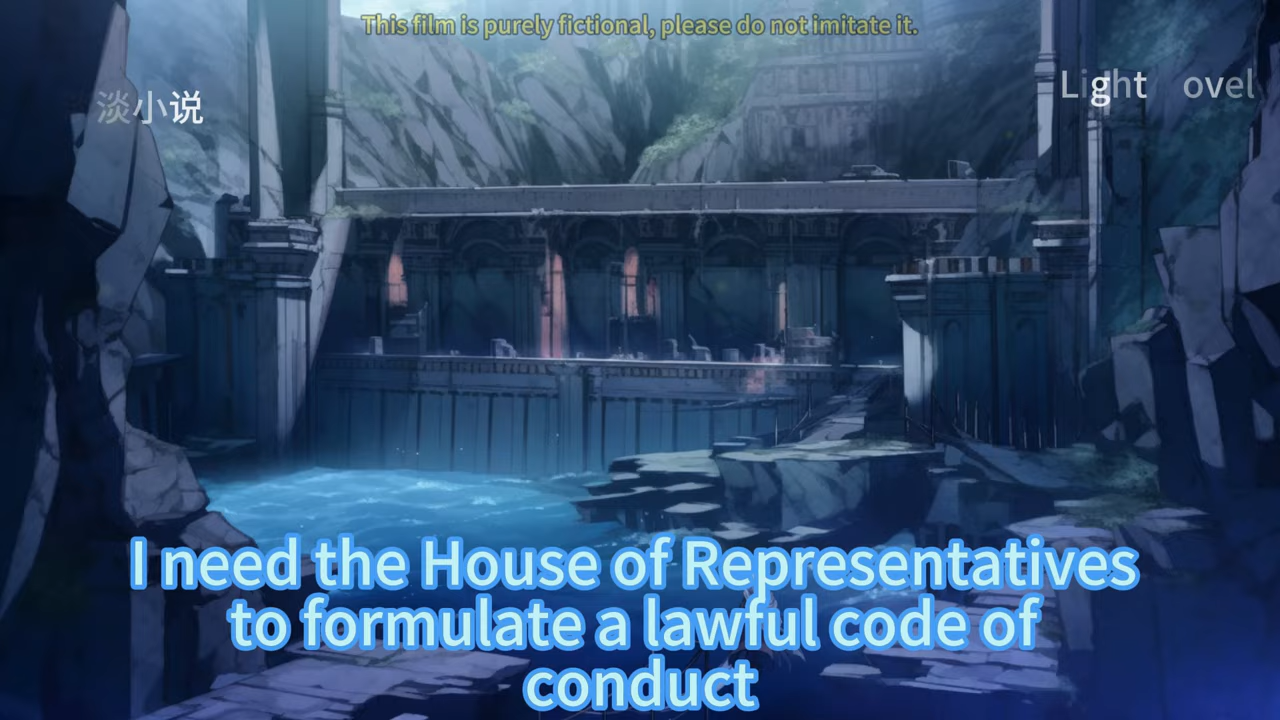 This film is purely fictional, please do not imitate it.
淡小说
Light ovel
I need the House of Representatives
to formulate a lawful code of
conduct